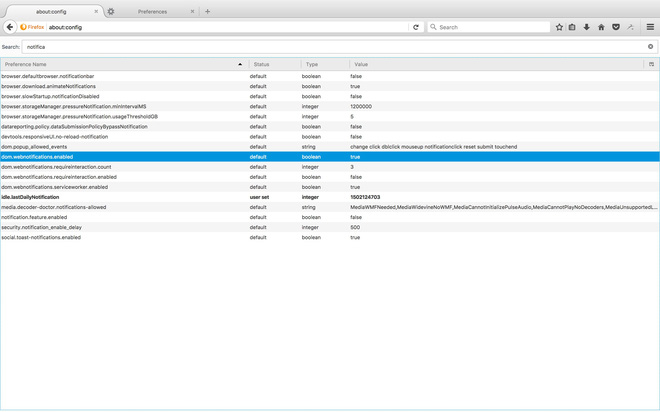 about:config
Preferences
Firefox about:config
Search
Search: notifica
Preference Name Status Type Value
browser.defaultbrowser.notificationbar default boolean false
browser.download.animateNotifications default boolean true
browser.slowStartup.notificationDisabled default boolean false
browser.storageManager.pressureNotification.minIntervalMS default integer 1200000
browser.storageManager.pressureNotification.usageThresholdGB default integer 5
datareporting.policy.dataSubmissionPolicyBypassNotification default boolean false
devtools.responsiveUI.no-reload-notification default boolean false
dom.popup_allowed_events default string change click dblclick mouseup notificationclick reset submit touchend
dom.webnotifications.enabled default boolean true
dom.webnotifications.requireinteraction.count default integer 3
dom.webnotifications.requireinteraction.enabled default boolean false
dom.webnotifications.serviceworker.enabled default boolean true
idle.lastDailyNotification user set integer 1502124703
media.decoder-doctor.notifications-allowed default string MediaWMFNeeded,MediaWidevineNoWMF,MediaCannotInitializePulseAudio,MediaCannotPlayNoDecoders,MediaUnsupportedL...
notification.feature.enabled default boolean false
security.notification_enable_delay default integer 500
social.toast-notifications.enabled default boolean true